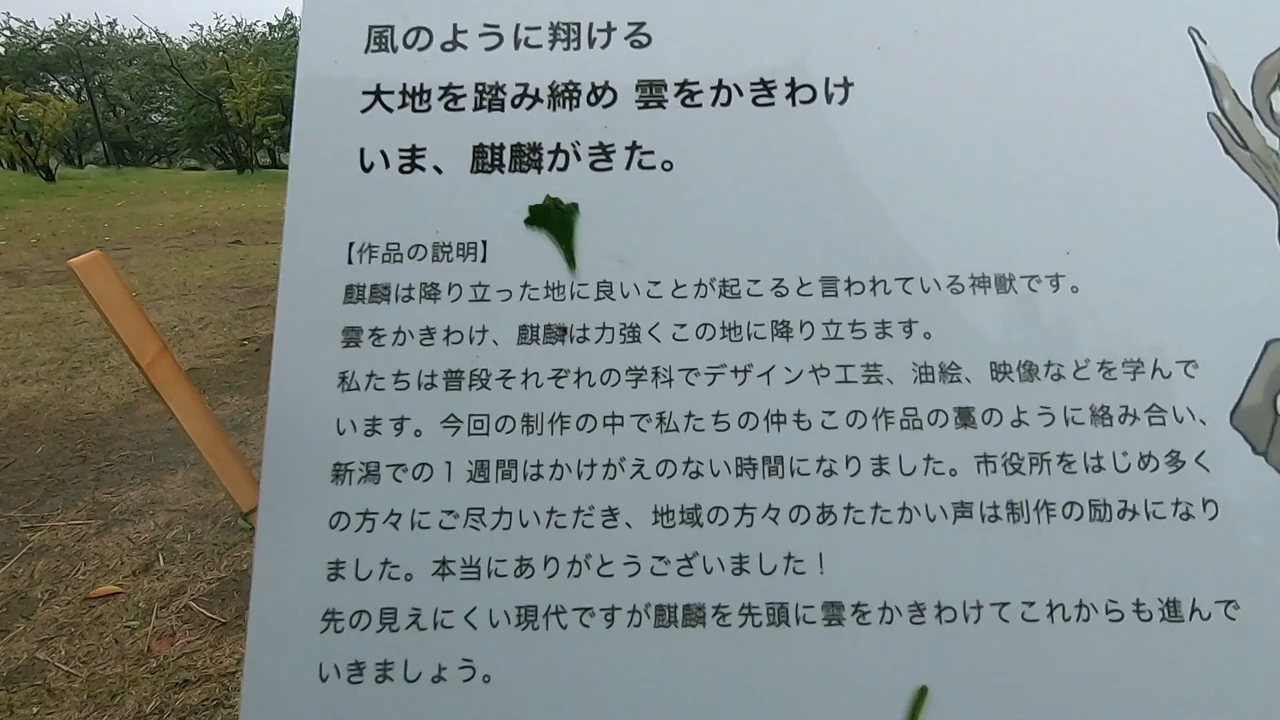 風のように翔ける
大地を踏み締め 雲をかきわけ
いま、麒麟がきた。
【作品の説明】
麒麟は降り立った地に良いことが起こると言われている神獣です。
雲をかきわけ、麒麟は力強くこの地に降り立ちます。
私たちは普段それぞれの学科でデザインや工芸、油絵、映像などを学んで
います。今回の制作の中で私たちの仲もこの作品の藁のように絡み合い、
新潟での1週間はかけがえのない時間になりました。市役所をはじめ多く
の方々にご尽力いただき、地域の方々のあたたかい声は制作の励みになり
ました。本当にありがとうございました！
先の見えにくい現代ですが麒麟を先頭に雲をかきわけてこれからも進んで
いきましょう。